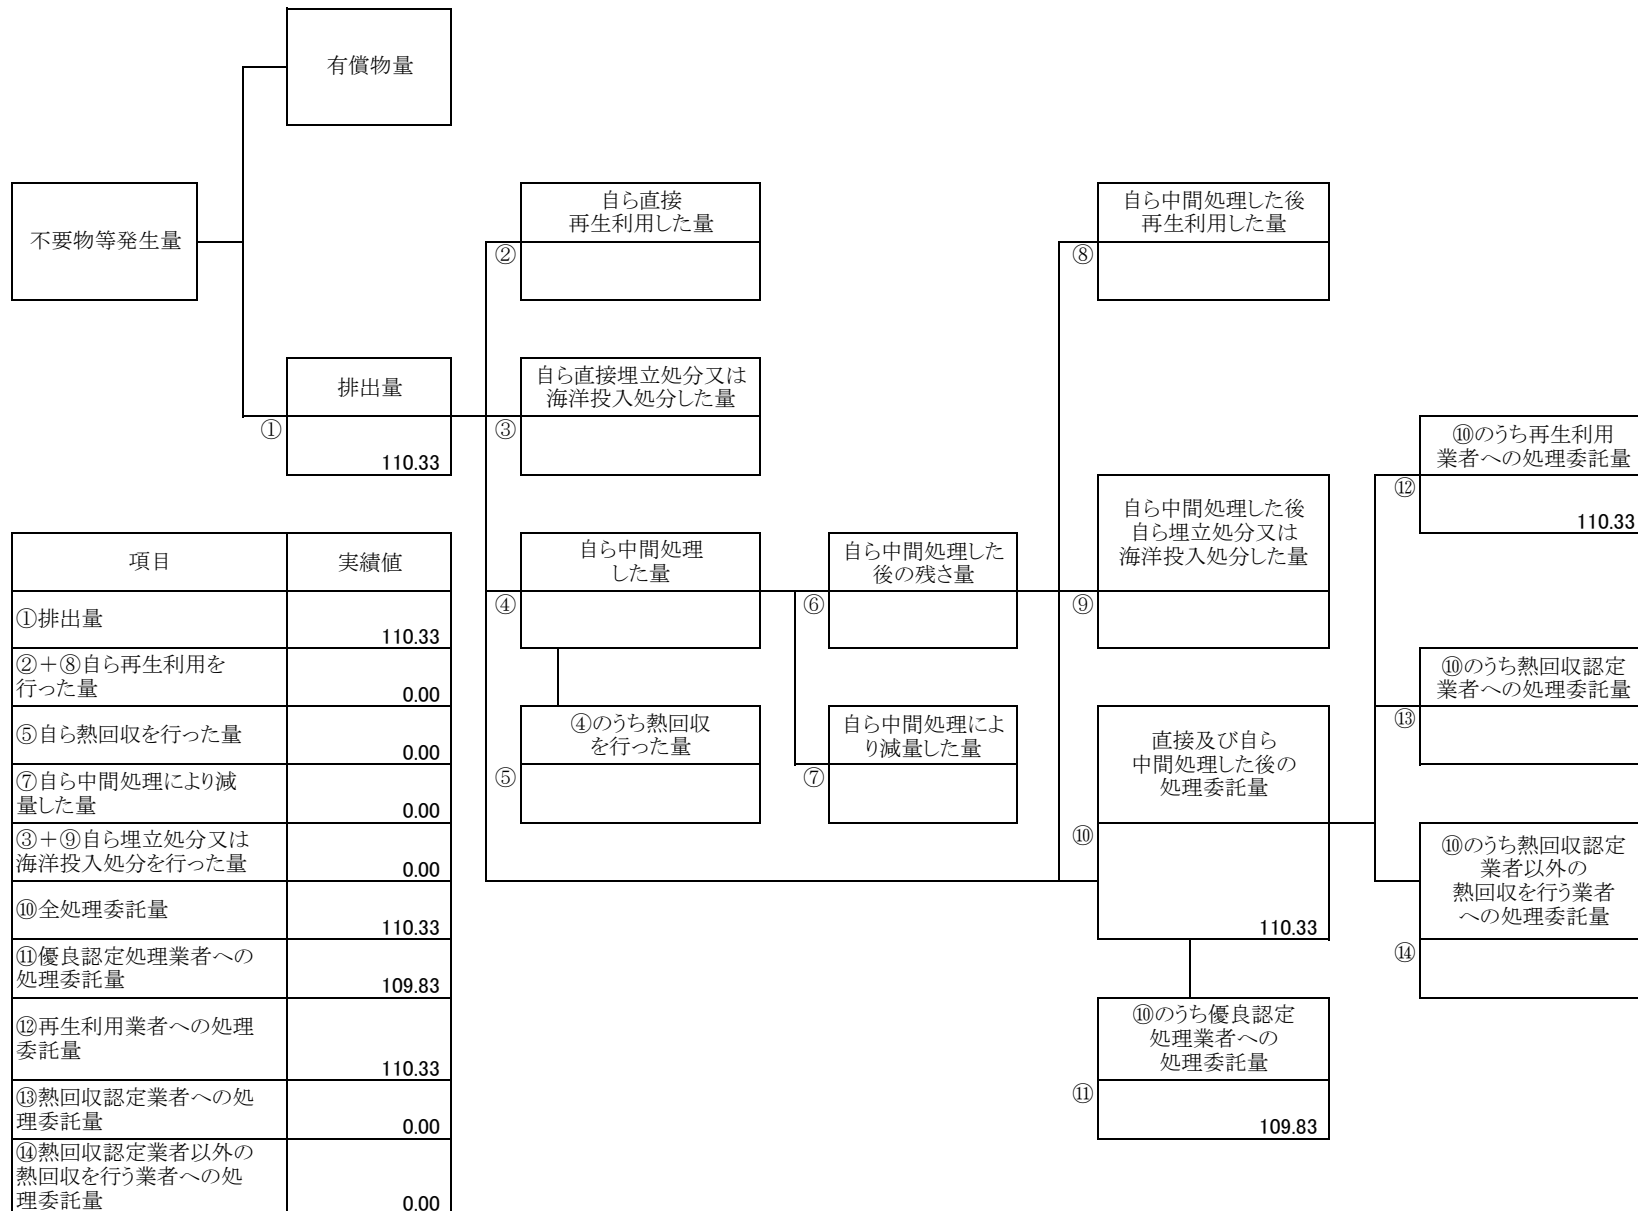 有償物量
不要物等発生量
自ら直接
再生利用した量
②
自ら中間処理した後
再生利用した量
⑧
排出量
①
110.33
自ら直接埋立処分又は
海洋投入処分した量
③
⑩のうち再生利用
業者への処理委託量
⑫
110.33
自ら中間処理した後
自ら埋立処分又は
海洋投入処分した量
⑨
自ら中間処理
した量
④
自ら中間処理した
後の残さ量
⑥
⑩のうち熱回収認定
業者への処理委託量
⑬
④のうち熱回収
を行った量
⑤
自ら中間処理によ
り減量した量
⑦
直接及び自ら
中間処理した後の
処理委託量
⑩
110.33
⑩のうち熱回収認定
業者以外の
熱回収を行う業者
への処理委託量
⑭
⑩のうち優良認定
処理業者への
処理委託量
⑪
109.83
項目 実績値
①排出量
110.33
②+⑧自ら再生利用を
行った量
0.00
⑤自ら熱回収を行った量
0.00
⑦自ら中間処理により減
量した量
0.00
③+⑨自ら埋立処分又は
海洋投入処分を行った量
0.00
⑩全処理委託量
110.33
⑪優良認定処理業者への
処理委託量
109.83
⑫再生利用業者への処理
委託量
110.33
⑬熱回収認定業者への処
理委託量
0.00
⑭熱回収認定業者以外の
熱回収を行う業者への処
理委託量
0.00